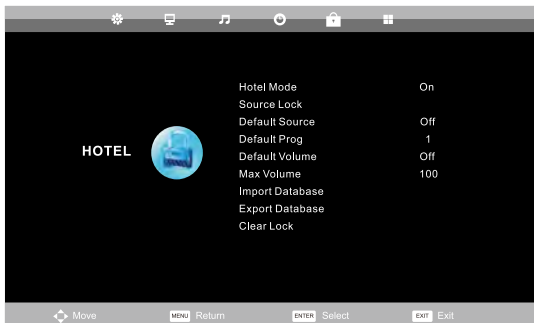 Hotel Mode On
Source Lock
Default Source Off
Default Prog 1
HOTEL
Default Volume Off
Max Volume 100
Import Database
Export Database
Clear Lock
Move MENU Return ENTER Select EXIT Exit